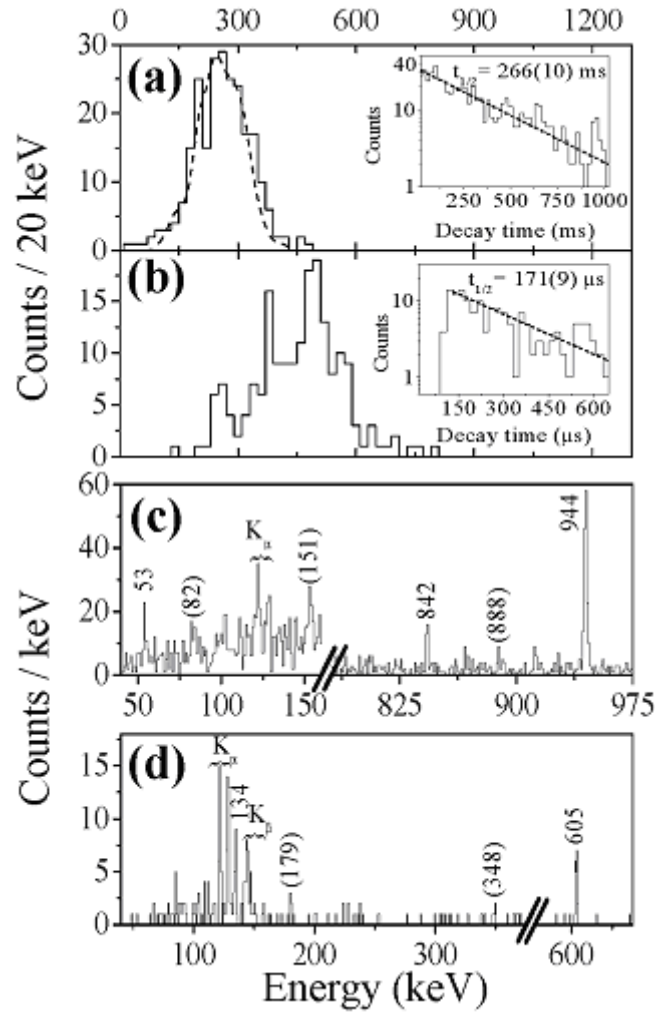 0 300 600 900 1200
30
20
10
0
(a)
t1/2 = 266(10) ms
40
10
1
Counts
250 500 750 1000
Decay time (ms)
Counts / 20 keV
15
10
5
0
(b)
t1/2 = 171(9) μs
10
1
Counts
150 300 450 600
Decay time (μs)
60
40
20
0
(c)
53
(82)
Kα
(151)
842
(888)
944
50 100 150 825 900 975
Counts / keV
15
10
5
0
(d)
Kα
134
Kβ
(179)
(348)
605
100 200 300 600
Energy (keV)